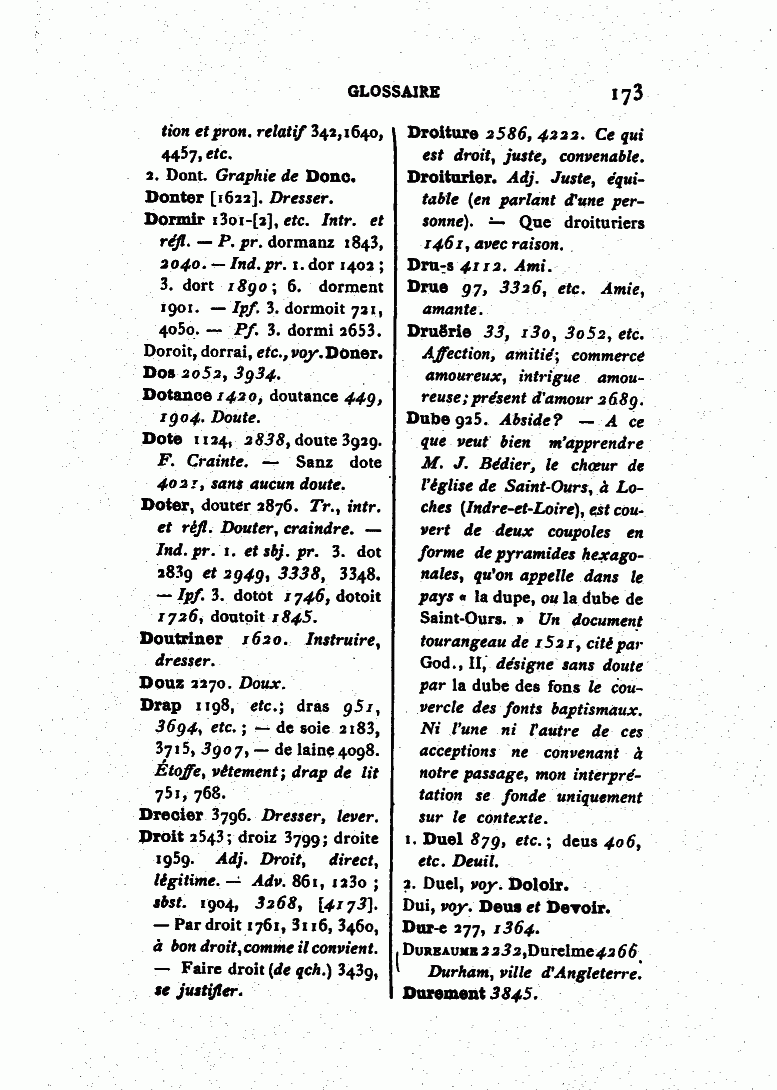 GLOSSAIRE 173
tion et pron. relatif 342, 1640,
4457, etc.
2. Dont. Graphie de Donc.
Donter [1622]. Dresser.
Dormir 1301-[2], etc. Intr. et
réfl. — P. pr. dormanz 1843,
2040. — Ind. pr. 1. dor 1402 ;
3. dort 1890 ; 6. dorment
1901. — Ipf. 3. dormoit 721,
4050. — Pf. 3. dormi 2653.
Doroit, dorrai, etc., voy. Doner.
Dos 2052, 3934.
Dotance 1420, doutance 449,
1904. Doute.
Dote 1124, 2838, doute 3929.
F. Crainte. — Sanz dote
4021, sans aucun doute.
Doter, douter 2876. Tr., intr.
et réfl. Douter, craindre. —
Ind. pr. 1. et sbj. pr. 3. dot
2839 et 2949, 3338, 3348.
— Ipf. 3. dotot 1746, dotoit
1726, doutoit 1845.
Doutriner 1620. Instruire,
dresser.
Douz 2270. Doux.
Drap 1198, etc.; dras 951,
3694, etc. ; — de soie 2183,
3715, 3907, — de laine 4098.
Étoffe, vêtement ; drap de lit
751, 768.
Drecier 3796. Dresser, lever.
Droit 2543 ; droiz 3799 ; droite
1959. Adj. Droit, direct,
légitime. — Adv. 861, 1230 ;
sbst. 1904, 3268, [4173].
— Par droit 1761, 3116, 3460,
à bon droit, comme il convient.
— Faire droit (de qch.) 3439,
se justifier.
Droiture 2586, 4222. Ce qui
est droit, juste, convenable.
Droiturier. Adj. Juste, équi-
table (en parlant d'une per-
sonne). — Que droituriers
1461, avec raison.
Dru-s 4112. Ami.
Drue 97, 3326, etc. Amie,
amante.
Druërie 33, 130, 3052, etc.
Affection, amitié ; commerce
amoureux, intrigue amou-
reuse ; présent d'amour 2689.
Dube 925. Abside ? — A ce
que veut bien m'apprendre
M. J. Bédier, le chœur de
l'église de Saint-Ours, à Lo-
ches (Indre-et-Loire), est cou-
vert de deux coupoles en
forme de pyramides hexago-
nales, qu'on appelle dans le
pays « la dupe, ou la dube de
Saint-Ours. » Un document
tourangeau de 1521, cité par
God., II, désigne sans doute
par la dube des fons le cou-
vercle des fonts baptismaux.
Ni l'une ni l'autre de ces
acceptions ne convenant à
notre passage, mon interpré-
tation se fonde uniquement
sur le contexte.
1. Duel 879, etc. ; deus 406,
etc. Deuil.
2. Duel, voy. Doloir.
Dui, voy. Deus et Devoir.
Dur-e 277, 1364.
DUREAUME 2232, Durelme 4266.
Durham, ville d'Angleterre.
Durement 3845.